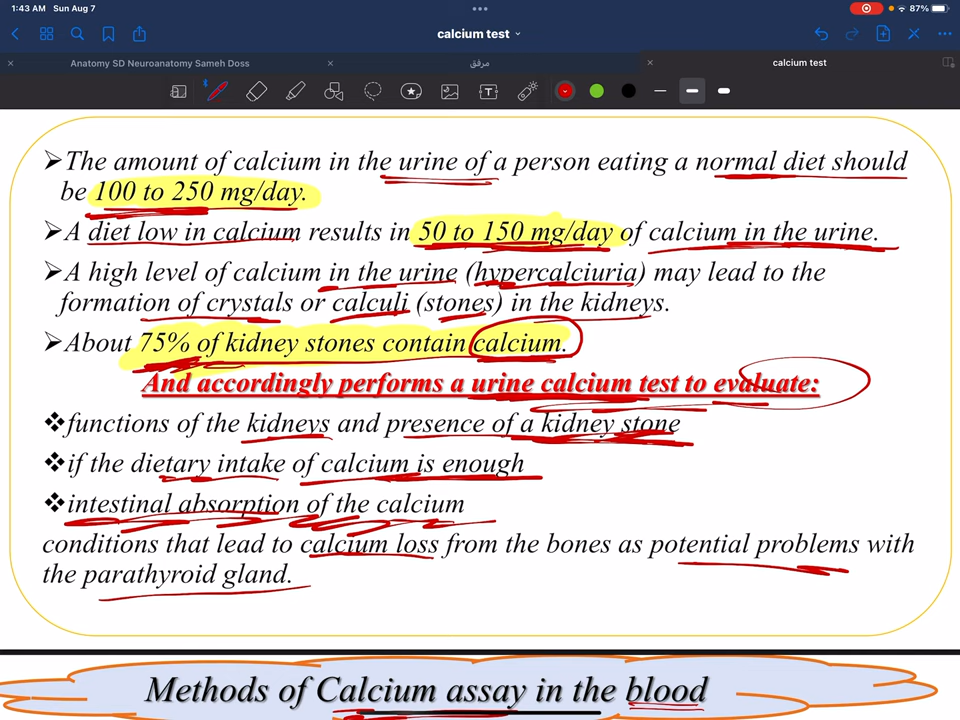 1:43 AM Sun Aug 7
87%
calcium test
Anatomy SD Neuroanatomy Sameh Doss
مرفق
calcium test
➢The amount of calcium in the urine of a person eating a normal diet should
be 100 to 250 mg/day.
➢A diet low in calcium results in 50 to 150 mg/day of calcium in the urine.
➢A high level of calcium in the urine (hypercalciuria) may lead to the
formation of crystals or calculi (stones) in the kidneys.
➢About 75% of kidney stones contain calcium.
And accordingly performs a urine calcium test to evaluate:
❖functions of the kidneys and presence of a kidney stone
❖if the dietary intake of calcium is enough
❖intestinal absorption of the calcium
conditions that lead to calcium loss from the bones as potential problems with
the parathyroid gland.
Methods of Calcium assay in the blood